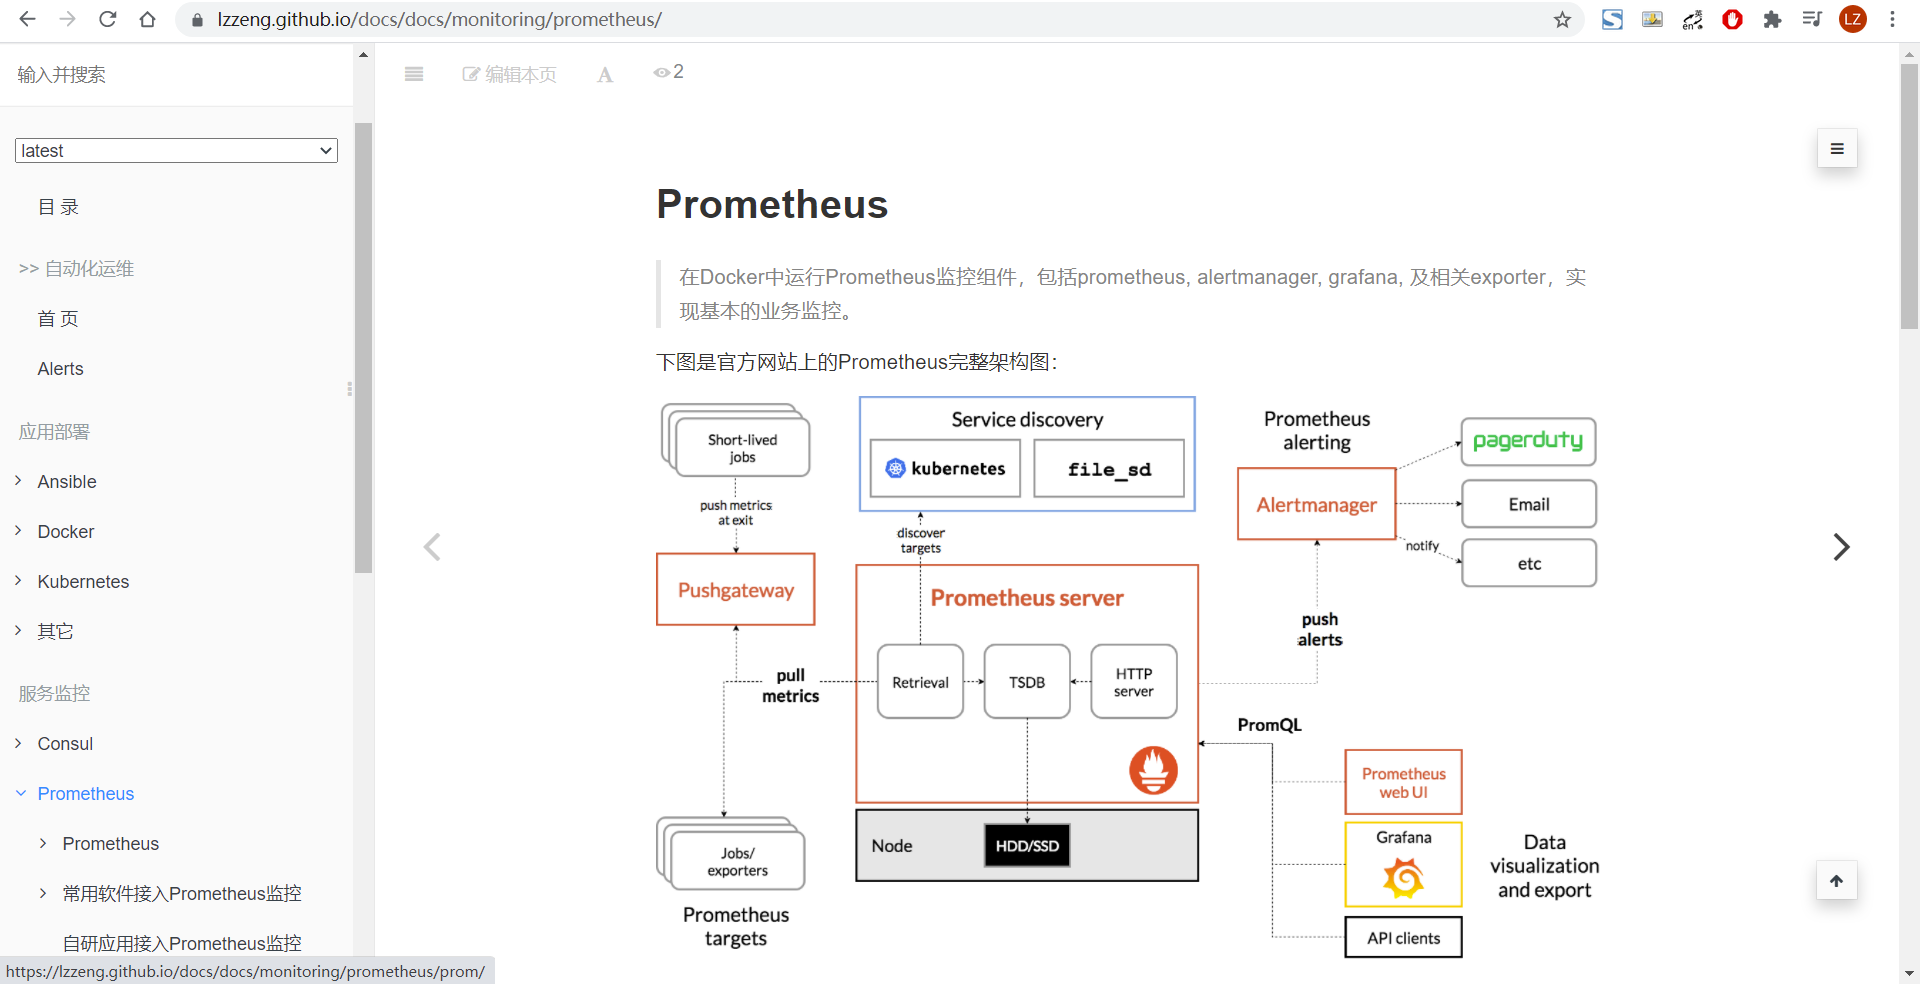 lzzeng.github.io/docs/docs/monitoring/prometheus/
英
en
LZ
输入并搜索
latest
目 录
>> 自动化运维
首 页
Alerts
应用部署
Ansible
Docker
Kubernetes
其它
服务监控
Consul
Prometheus
Prometheus
常用软件接入Prometheus监控
自研应用接入Prometheus监控
https://lzzeng.github.io/docs/docs/monitoring/prometheus/prom/
编辑本页
A
2
Prometheus
在Docker中运行Prometheus监控组件，包括prometheus, alertmanager, grafana, 及相关exporter，实
现基本的业务监控。
下图是官方网站上的Prometheus完整架构图：
Short-lived
jobs
push metrics
at exit
Pushgateway
pull
metrics
Jobs/
exporters
Prometheus
targets
Service discovery
kubernetes
file_sd
discover
targets
Prometheus server
Retrieval
TSDB
HTTP
server
Node
HDD/SSD
Prometheus
alerting
Alertmanager
pagerduty
Email
etc
notify
push
alerts
PromQL
Prometheus
web UI
Grafana
API clients
Data
visualization
and export